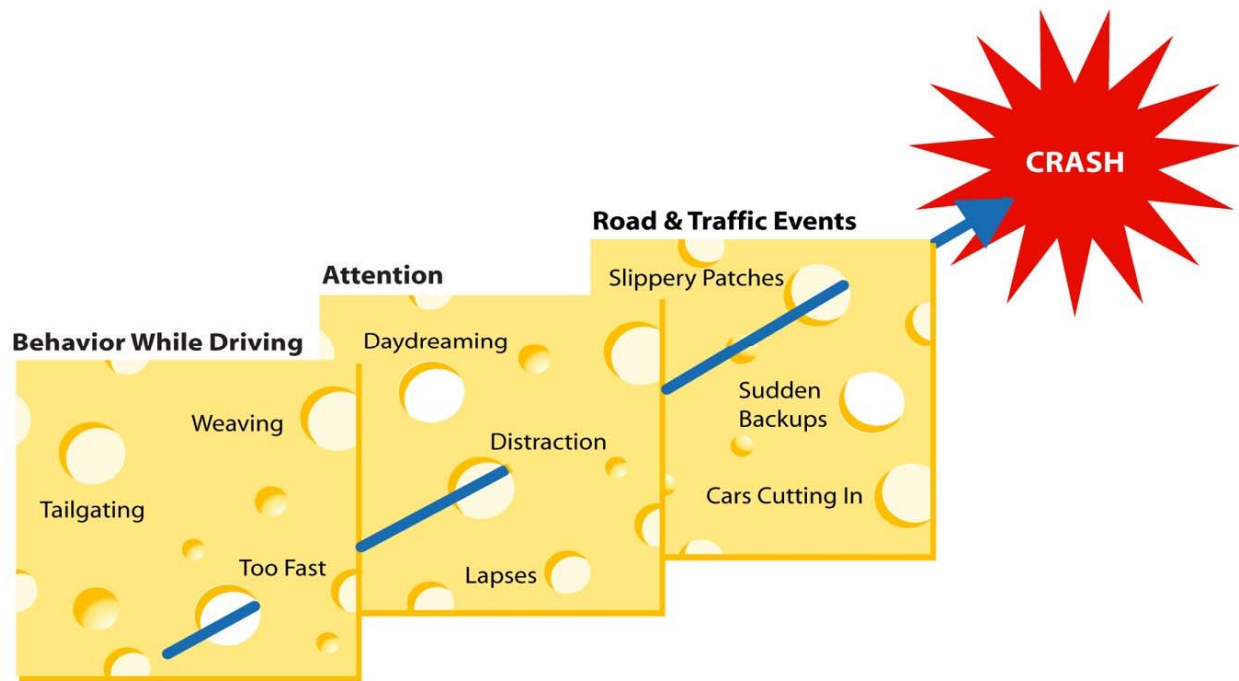 CRASH
Road & Traffic Events
Slippery Patches
Sudden
Backups
Cars Cutting In
Attention
Daydreaming
Distraction
Lapses
Behavior While Driving
Weaving
Tailgating
Too Fast